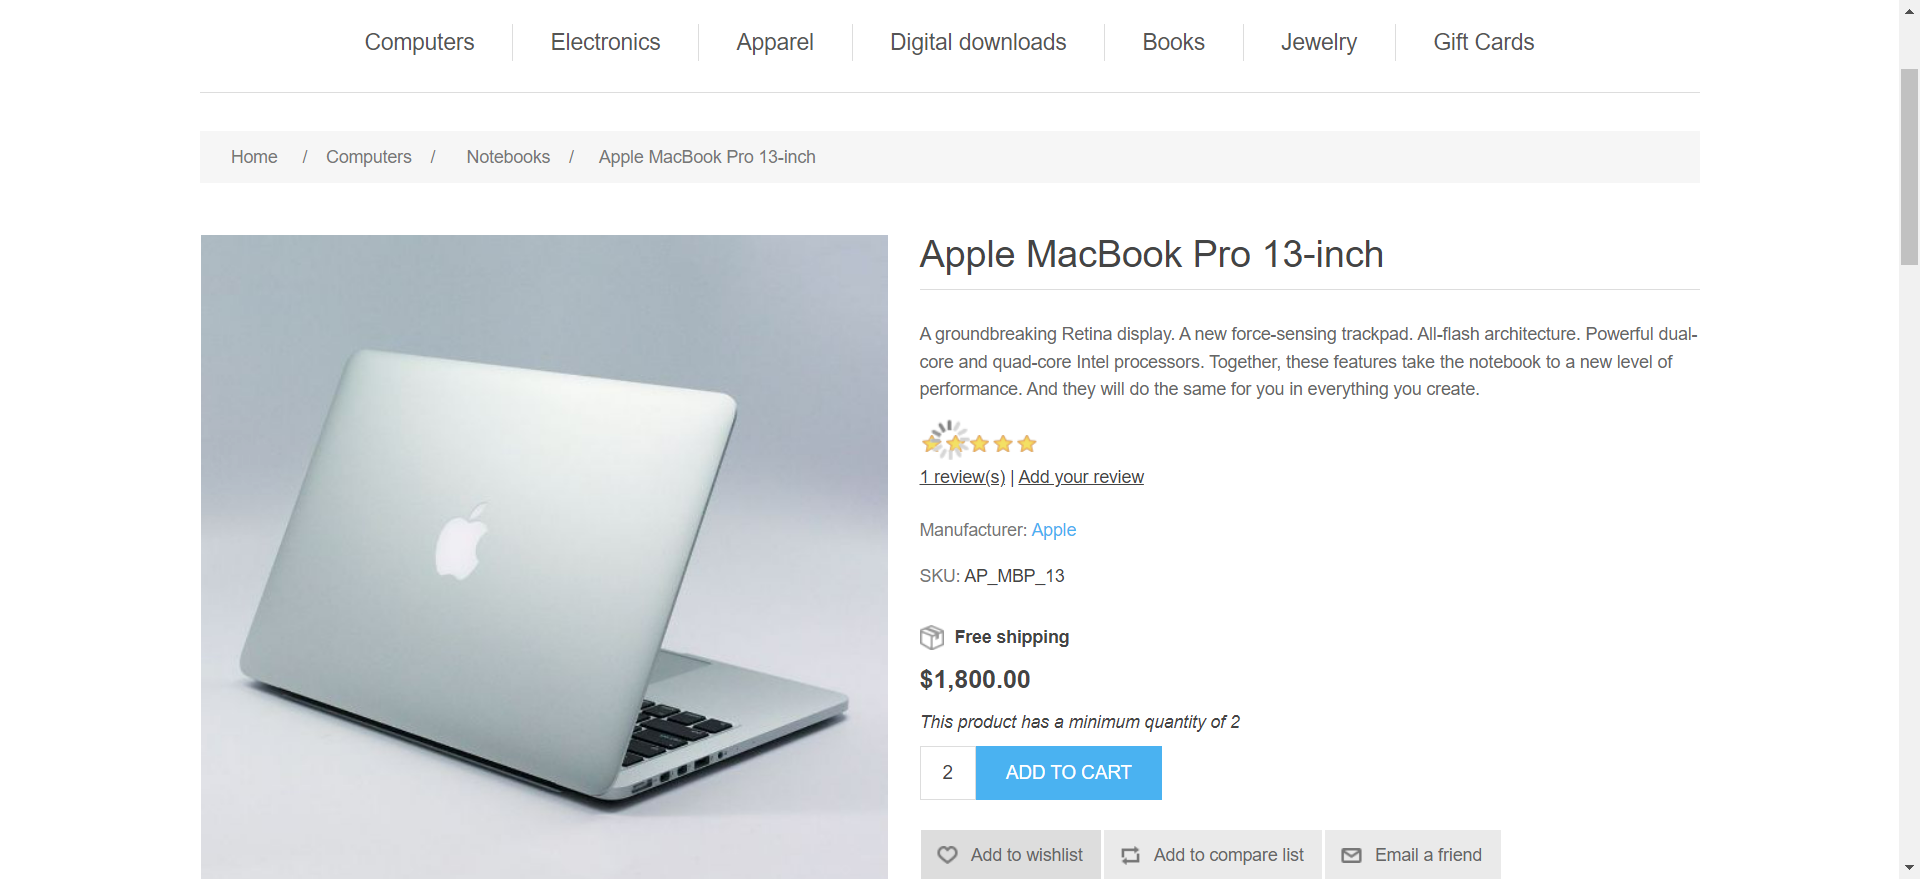 Computers
Electronics
Apparel
Digital downloads
Books
Jewelry
Gift Cards
Home / Computers / Notebooks / Apple MacBook Pro 13-inch
Apple MacBook Pro 13-inch
A groundbreaking Retina display. A new force-sensing trackpad. All-flash architecture. Powerful dual-
core and quad-core Intel processors. Together, these features take the notebook to a new level of
performance. And they will do the same for you in everything you create.
1 review(s) | Add your review
Manufacturer: Apple
SKU: AP_MBP_13
Free shipping
$1,800.00
This product has a minimum quantity of 2
2 ADD TO CART
Add to wishlist
Add to compare list
Email a friend